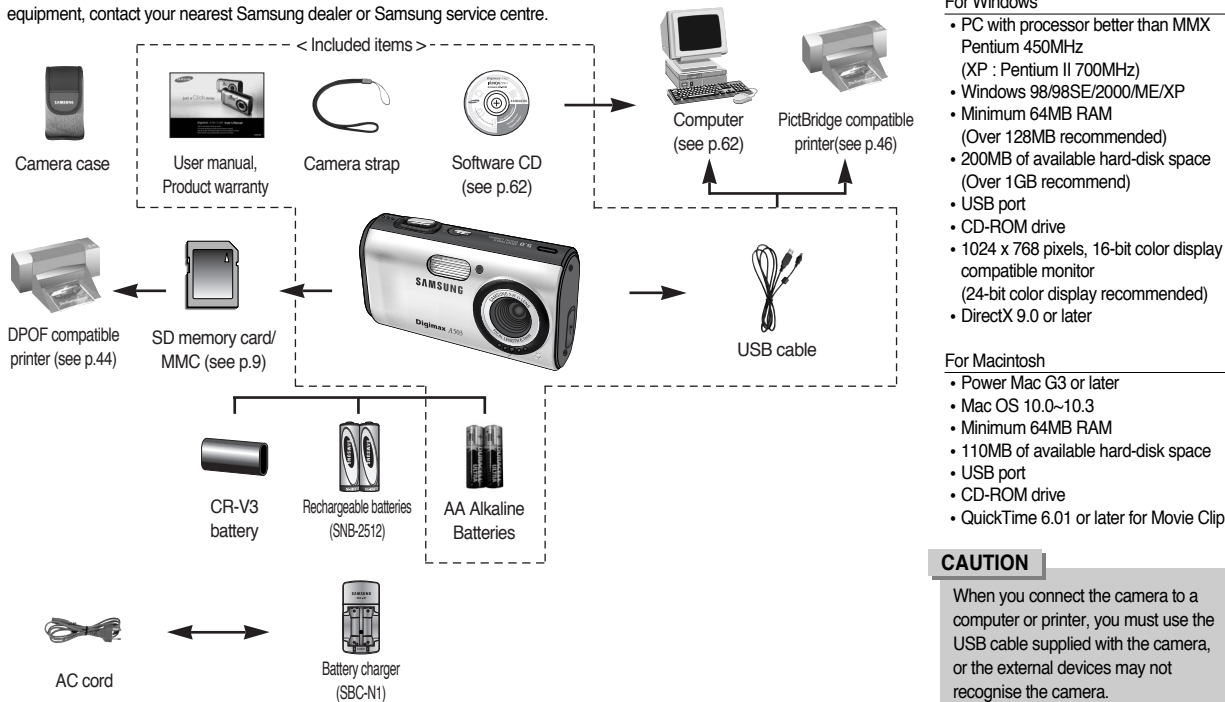 equipment, contact your nearest Samsung dealer or Samsung service centre.
< Included items >
Camera case
User manual,
Product warranty
Camera strap
Software CD
(see p.62)
Computer
(see p.62)
PictBridge compatible
printer(see p.46)
DPOF compatible
printer (see p.44)
SD memory card/
MMC (see p.9)
SAMSUNG
Digimax A503
USB cable
CR-V3
battery
Rechargeable batteries
(SNB-2512)
AA Alkaline
Batteries
AC cord
SAMSUNG
Battery charger
(SBC-N1)
For Windows
• PC with processor better than MMX
Pentium 450MHz
(XP : Pentium II 700MHz)
• Windows 98/98SE/2000/ME/XP
• Minimum 64MB RAM
(Over 128MB recommended)
• 200MB of available hard-disk space
(Over 1GB recommend)
• USB port
• CD-ROM drive
• 1024 x 768 pixels, 16-bit color display
compatible monitor
(24-bit color display recommended)
• DirectX 9.0 or later
For Macintosh
• Power Mac G3 or later
• Mac OS 10.0~10.3
• Minimum 64MB RAM
• 110MB of available hard-disk space
• USB port
• CD-ROM drive
• QuickTime 6.01 or later for Movie Clip
CAUTION
When you connect the camera to a
computer or printer, you must use the
USB cable supplied with the camera,
or the external devices may not
recognise the camera.